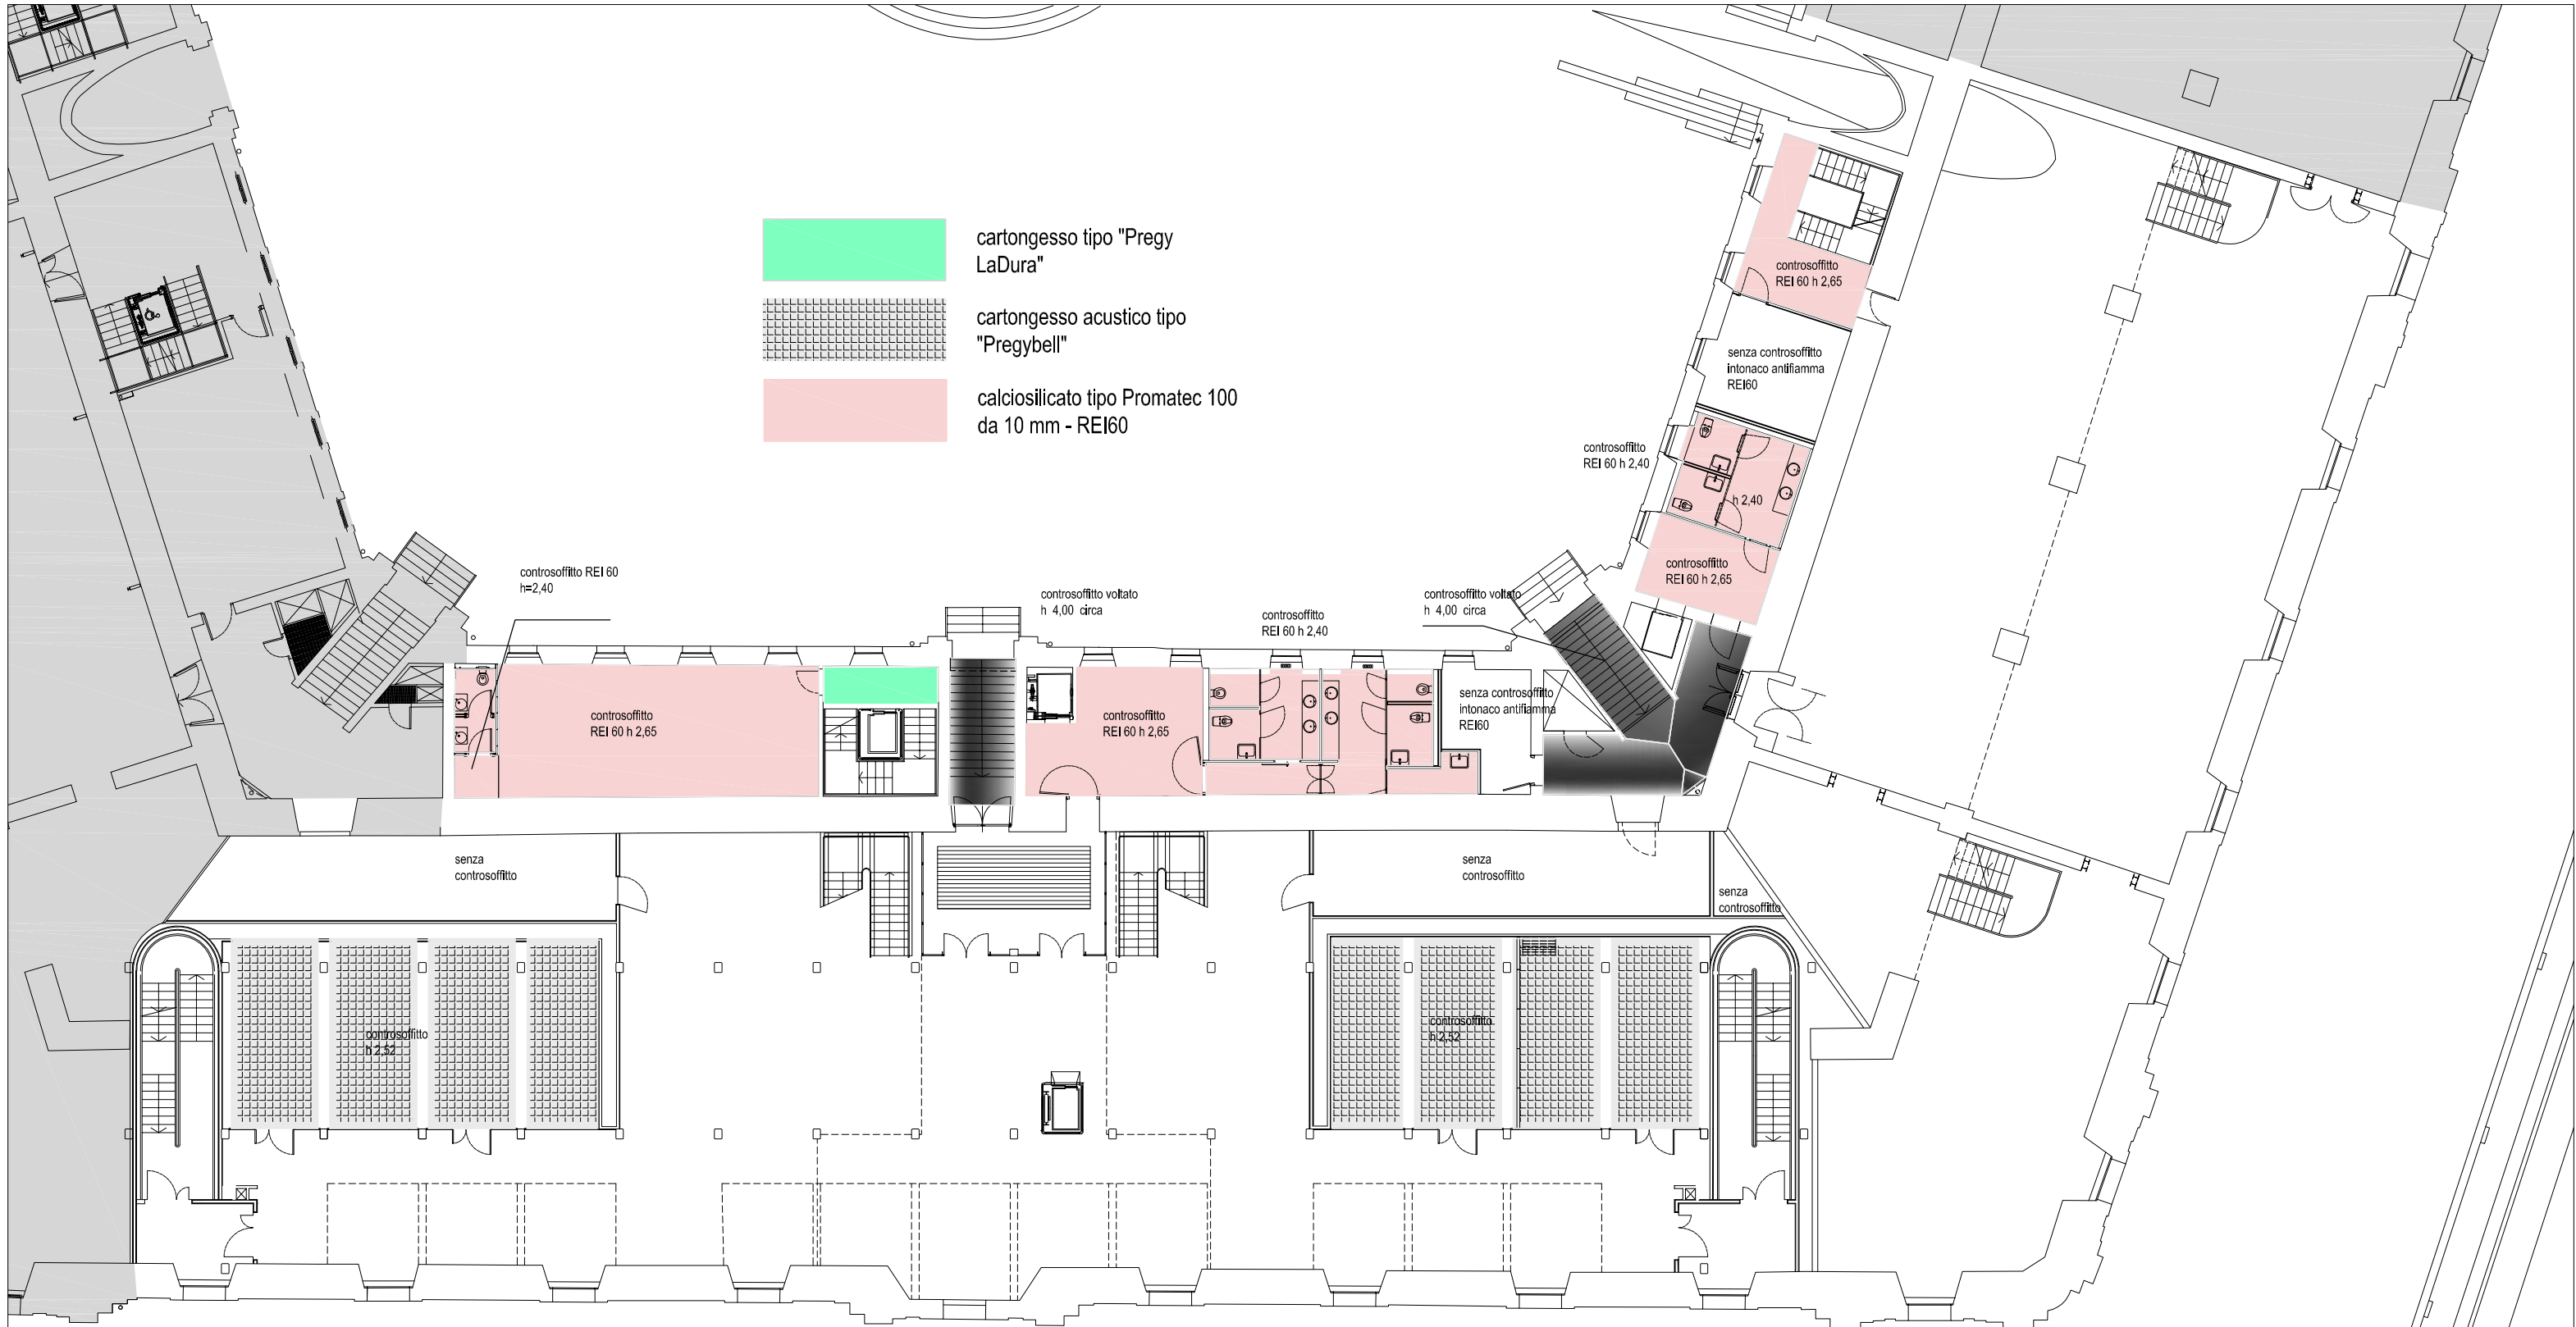 cartongesso tipo "Pregy
LaDura"
cartongesso acustico tipo
"Pregybell"
calciosilicato tipo Promatec 100
da 10 mm - REI60
controsoffitto
REI 60 h 2,65
senza controsoffitto
intonaco antifiamma
REI60
controsoffitto
REI 60 h 2,40
h 2,40
controsoffitto
REI 60 h 2,65
controsoffitto REI 60
h=2,40
controsoffitto voltato
h 4,00 circa
controsoffitto
REI 60 h 2,40
controsoffitto voltato
h 4,00 circa
controsoffitto
REI 60 h 2,65
controsoffitto
REI 60 h 2,65
senza controsoffitto
intonaco antifiamma
REI60
senza
controsoffitto
senza
controsoffitto
senza
controsoffitto
controsoffitto
h 2,52
controsoffitto
h 2,52